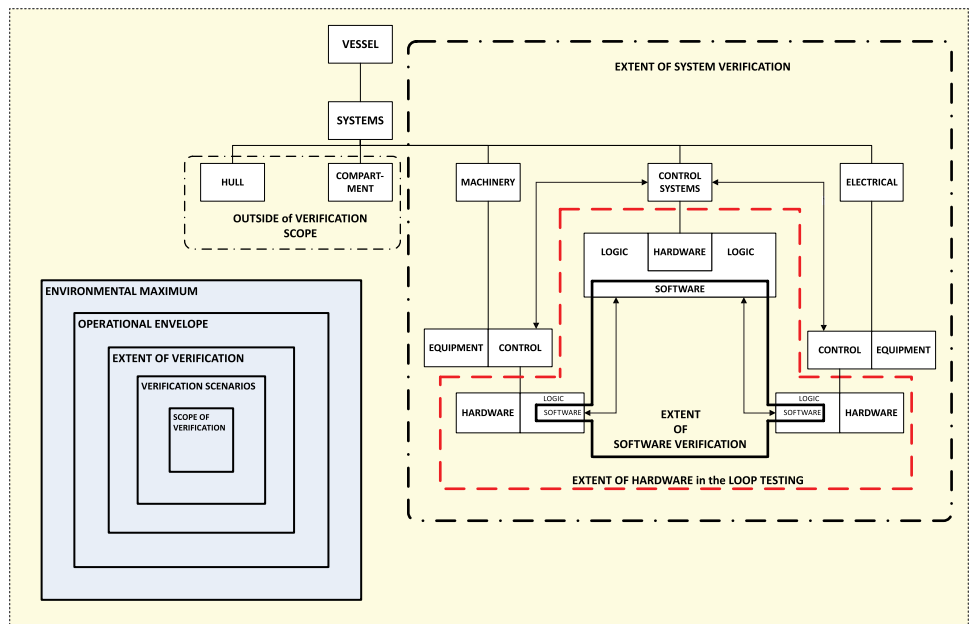 VESSEL
EXTENT OF SYSTEM VERIFICATION
SYSTEMS
HULL
COMPART-
MENT
MACHINERY
CONTROL
SYSTEMS
ELECTRICAL
OUTSIDE of VERIFICATION
SCOPE
LOGIC
HARDWARE
LOGIC
SOFTWARE
ENVIRONMENTAL MAXIMUM
OPERATIONAL ENVELOPE
EXTENT OF VERIFICATION
VERIFICATION SCENARIOS
SCOPE OF
VERIFICATION
EQUIPMENT
CONTROL
CONTROL
EQUIPMENT
HARDWARE
LOGIC
SOFTWARE
LOGIC
SOFTWARE
HARDWARE
EXTENT
OF
SOFTWARE VERIFICATION
EXTENT OF HARDWARE in the LOOP TESTING